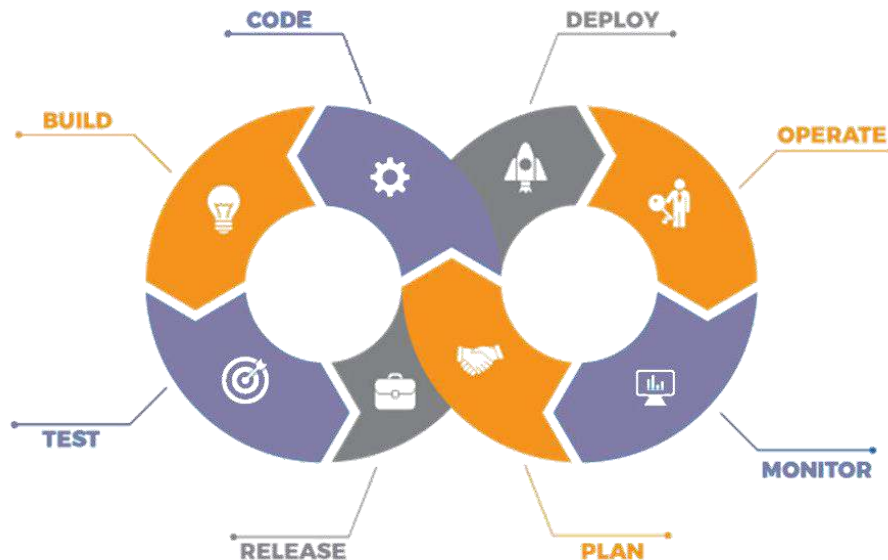 CODE
DEPLOY
BUILD
OPERATE
TEST
MONITOR
RELEASE
PLAN